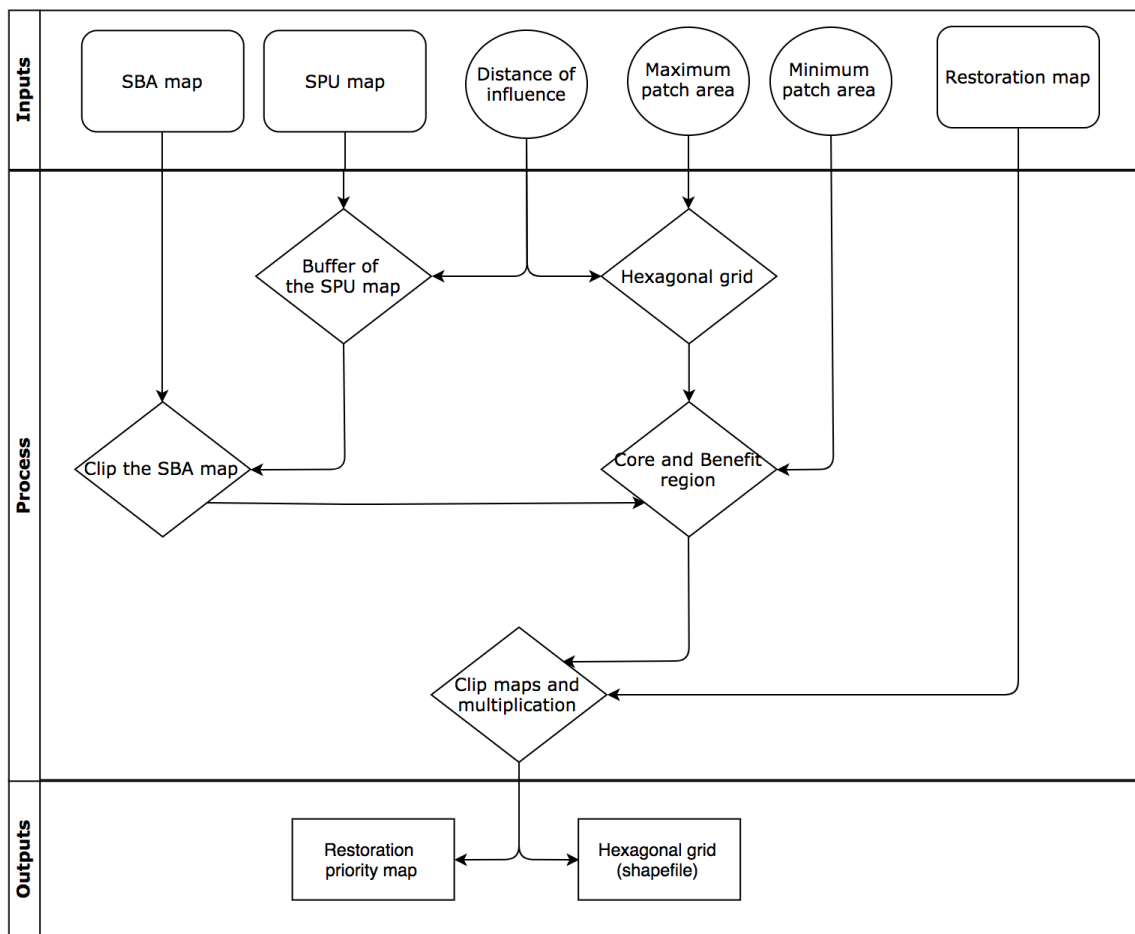 Inputs
SBA map
SPU map
Distance of
influence
Maximum
patch area
Minimum
patch area
Restoration map
Process
Buffer of
the SPU map
Hexagonal grid
Clip the SBA map
Core and Benefit
region
Clip maps and
multiplication
Outputs
Restoration
priority map
Hexagonal grid
(shapefile)